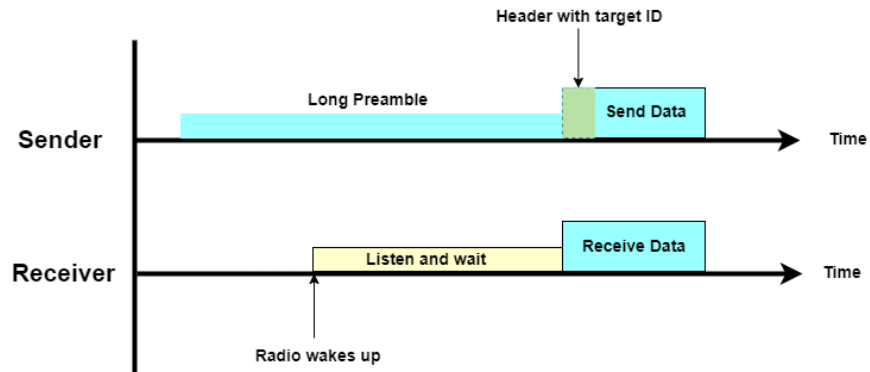 Header with target ID
Long Preamble
Send Data
Sender
Time
Listen and wait
Receive Data
Receiver
Time
Radio wakes up